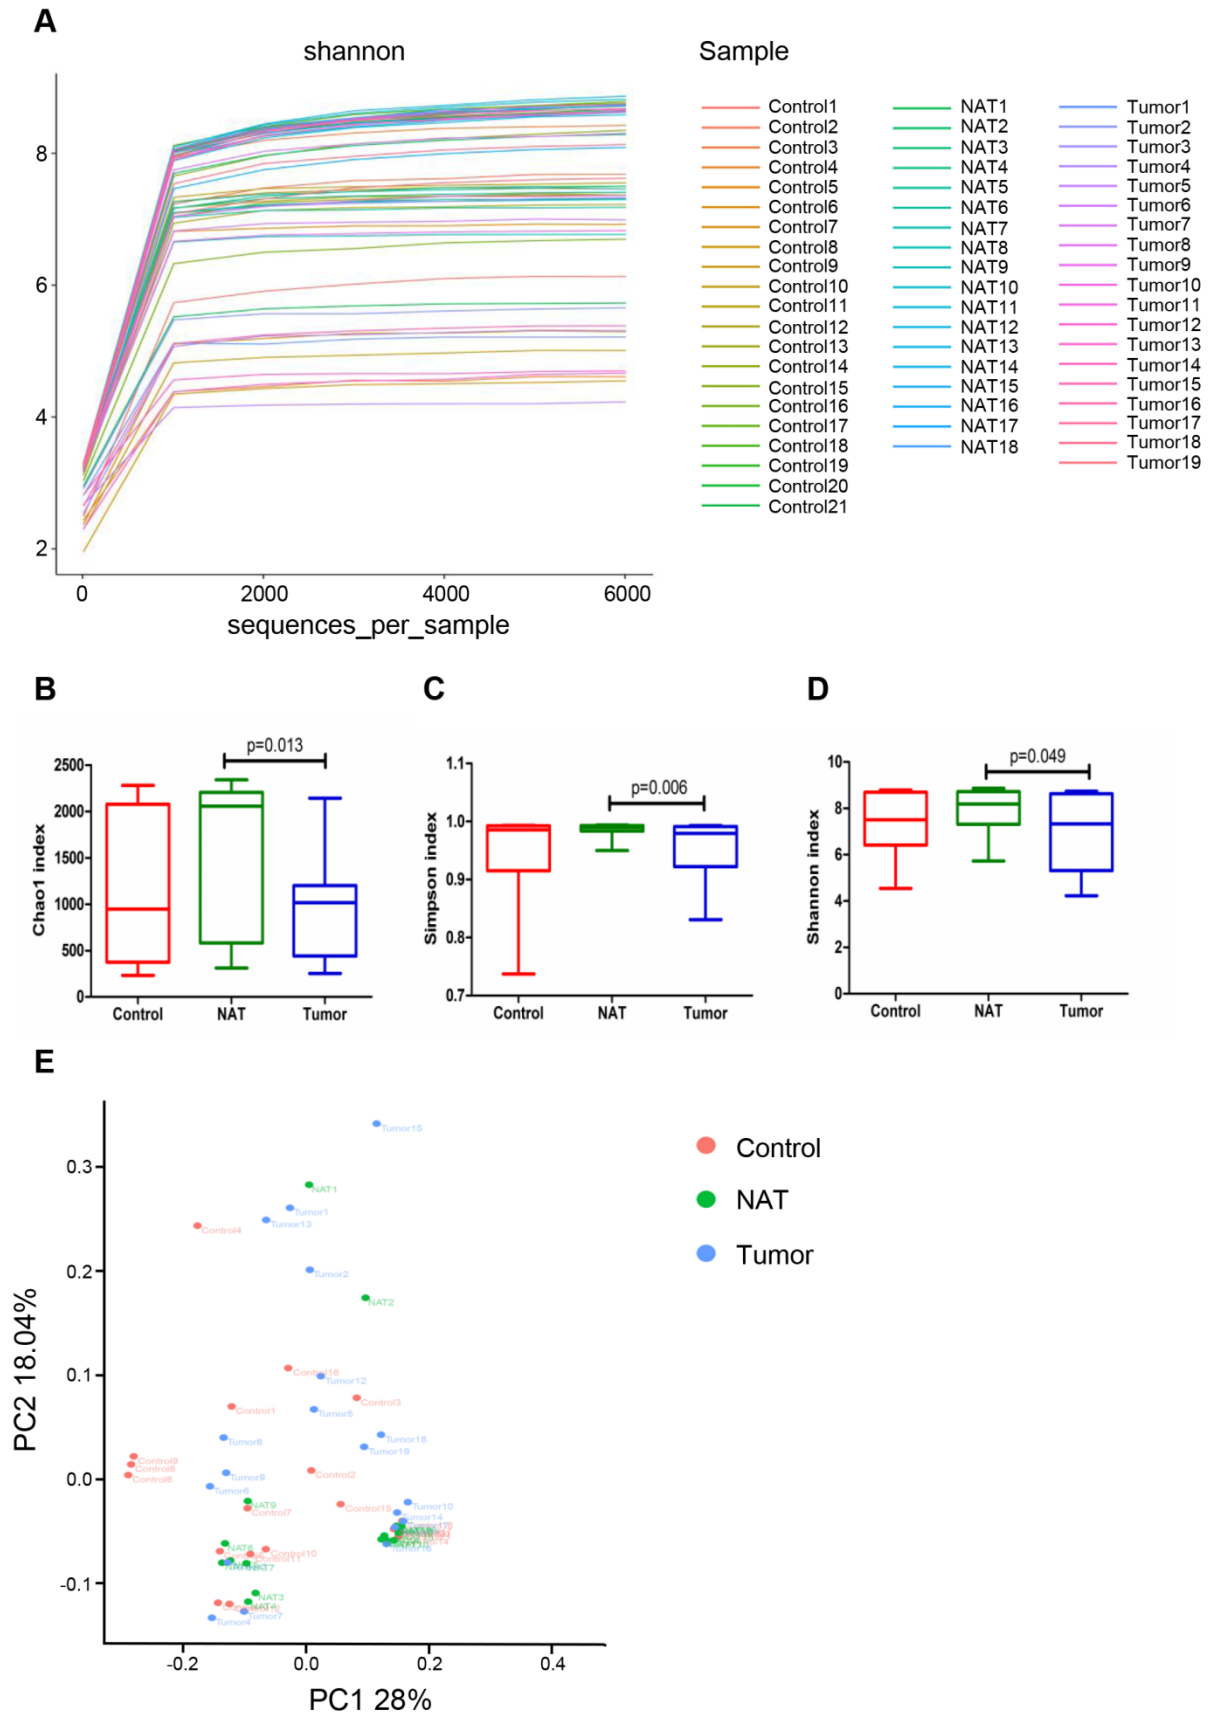 A
shannon
Sample
8
6
4
2
0
2000
4000
6000
sequences_per_sample
Control1
Control2
Control3
Control4
Control5
Control6
Control7
Control8
Control9
Control10
Control11
Control12
Control13
Control14
Control15
Control16
Control17
Control18
Control19
Control20
Control21
NAT1
NAT2
NAT3
NAT4
NAT5
NAT6
NAT7
NAT8
NAT9
NAT10
NAT11
NAT12
NAT13
NAT14
NAT15
NAT16
NAT17
NAT18
Tumor1
Tumor2
Tumor3
Tumor4
Tumor5
Tumor6
Tumor7
Tumor8
Tumor9
Tumor10
Tumor11
Tumor12
Tumor13
Tumor14
Tumor15
Tumor16
Tumor17
Tumor18
Tumor19
B
p=0.013
Chao1 index
2500
2000
1500
1000
500
0
Control
NAT
Tumor
C
p=0.006
Simpson index
1.1
1.0
0.9
0.8
0.7
Control
NAT
Tumor
D
p=0.049
Shannon index
10
8
6
4
2
0
Control
NAT
Tumor
E
PC2 18.04%
0.3
0.2
0.1
0.0
-0.1
-0.2
0.0
0.2
0.4
PC1 28%
Tumor15
NAT1
Tumor1
Tumor13
Control4
Tumor2
NAT2
Control16
Tumor12
Control3
Control1
Tumor5
Tumor8
Tumor18
Tumor19
Control9
Control8
Control6
Tumor9
Control2
Tumor6
NAT9
Control7
Control15
Tumor10
Tumor14
Tumor16
NAT6
Control10
Control11
NAT7
NAT3
NAT4
Tumor7
Tumor4
Control
NAT
Tumor